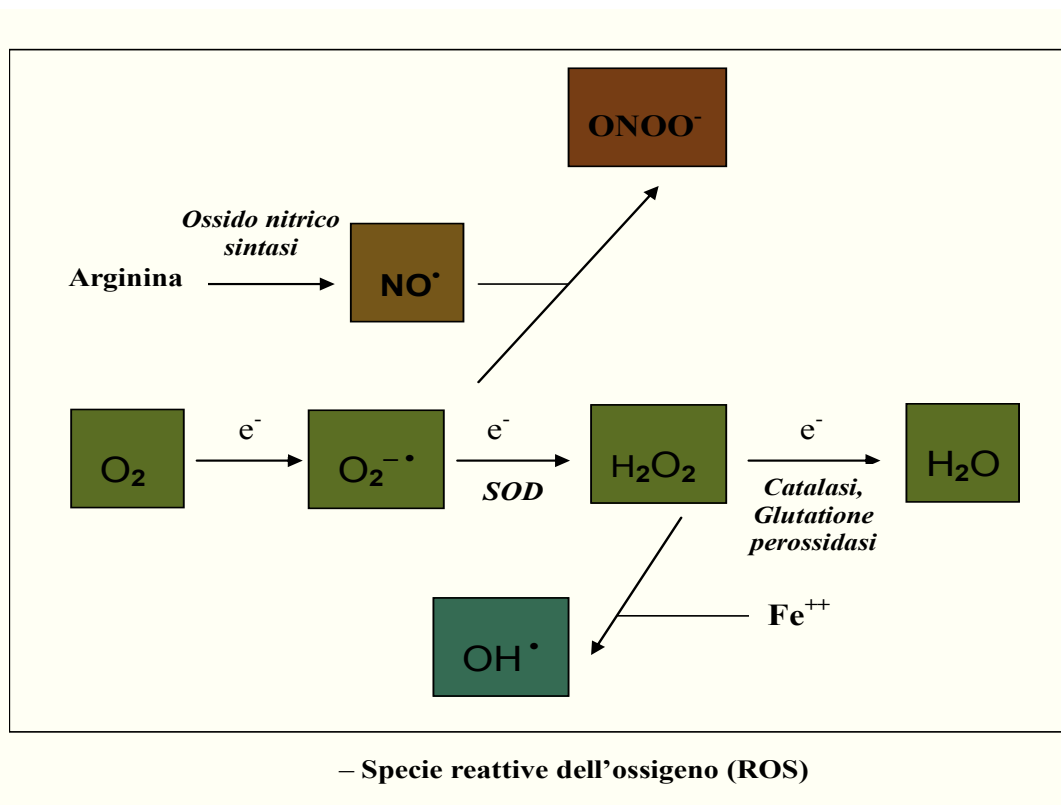 ONOO⁻
Ossido nitrico
sintasi
Arginina
NO•
e⁻
e⁻
e⁻
O₂
O₂⁻•
H₂O₂
H₂O
SOD
Catalasi,
Glutatione
perossidasi
Fe⁺⁺
OH•
– Specie reattive dell’ossigeno (ROS)